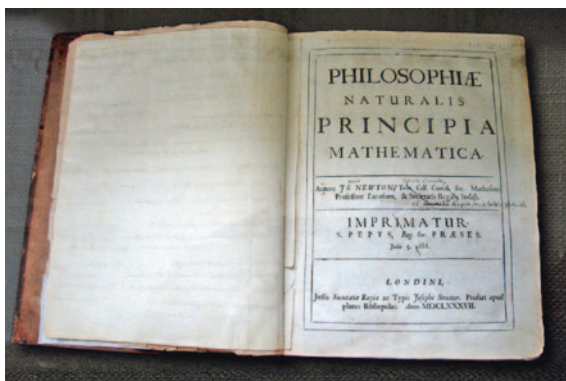 PHILOSOPHIÆ
NATURALIS
PRINCIPIA
MATHEMATICA.
Autore JS. NEWTON, Trin. Coll. Cantab. Soc. Matheseos
Professore Lucasiano, & Societatis Regalis Sodali.
IMPRIMATUR.
S. PEPYS, Reg. Soc. PRÆSES.
Julii 5. 1686.
LONDINI,
Jussu Societatis Regiæ ac Typis Josephi Streater. Prostat apud
plures Bibliopolas. Anno MDCLXXXVII.